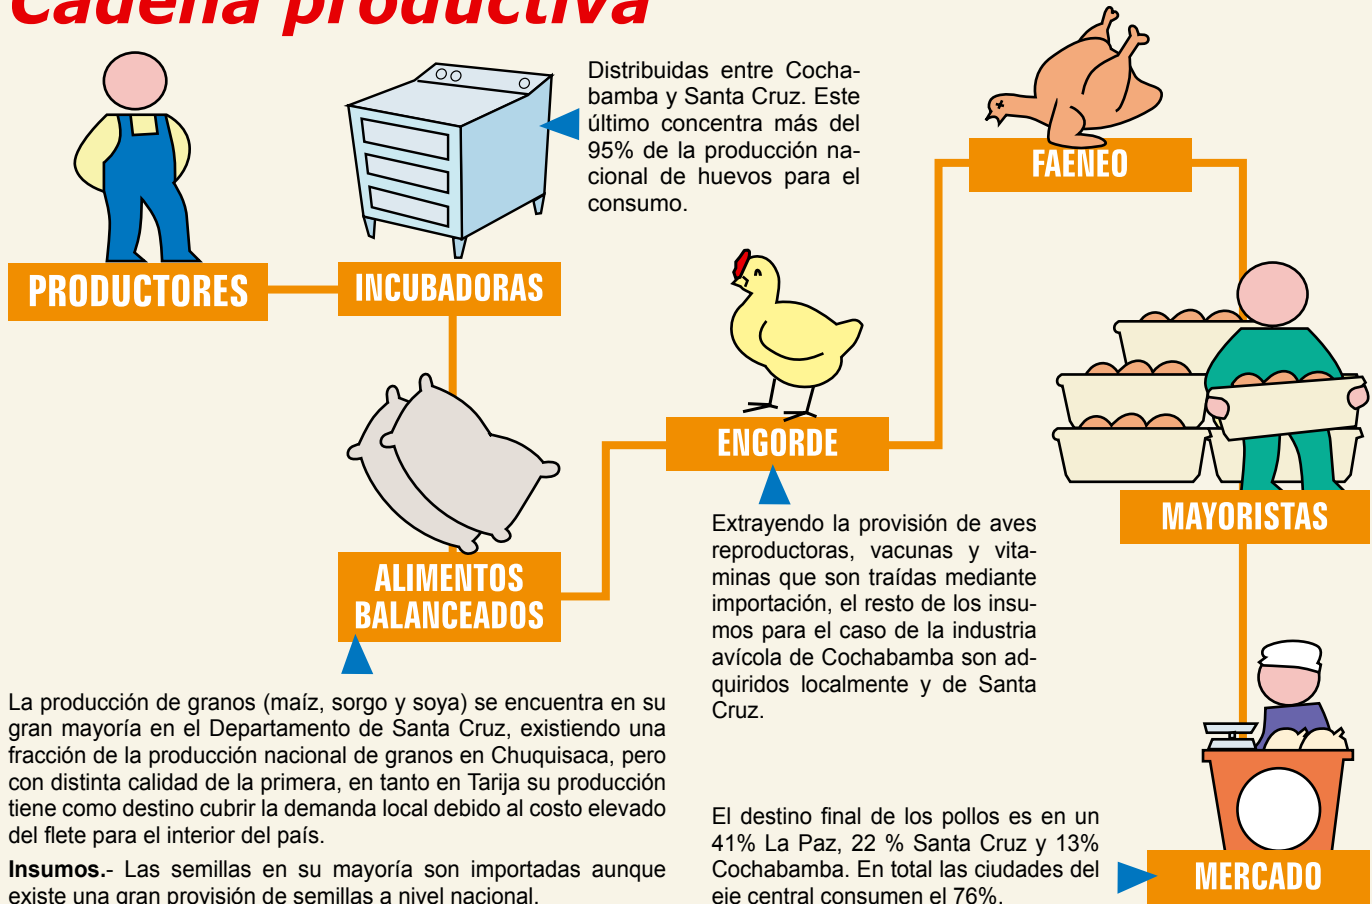 Cadena productiva
Distribuidas entre Cocha-
bamba y Santa Cruz. Este
último concentra más del
95% de la producción na-
cional de huevos para el
consumo.
FAENEO
PRODUCTORES
INCUBADORAS
ENGORDE
MAYORISTAS
Extrayendo la provisión de aves
reproductoras, vacunas y vita-
minas que son traídas mediante
importación, el resto de los insu-
mos para el caso de la industria
avícola de Cochabamba son ad-
quiridos localmente y de Santa
Cruz.
ALIMENTOS
BALANCEADOS
La producción de granos (maíz, sorgo y soya) se encuentra en su
gran mayoría en el Departamento de Santa Cruz, existiendo una
fracción de la producción nacional de granos en Chuquisaca, pero
con distinta calidad de la primera, en tanto en Tarija su producción
tiene como destino cubrir la demanda local debido al costo elevado
del flete para el interior del país.
Insumos.- Las semillas en su mayoría son importadas aunque
existe una gran provisión de semillas a nivel nacional.
El destino final de los pollos es en un
41% La Paz, 22 % Santa Cruz y 13%
Cochabamba. En total las ciudades del
eje central consumen el 76%.
MERCADO